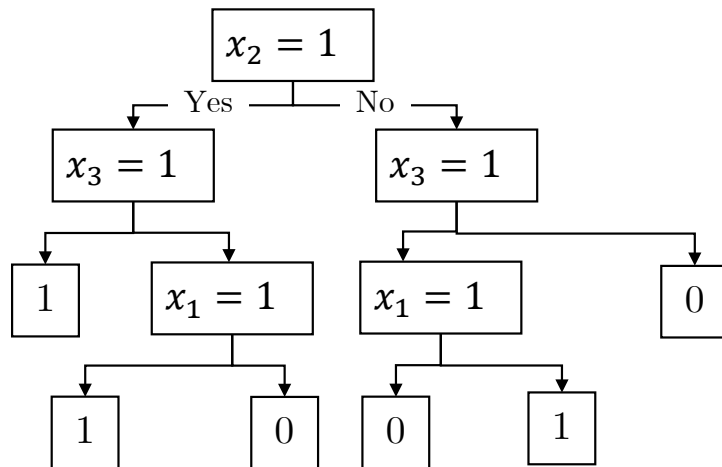 x₂ = 1
Yes No
x₃ = 1 x₃ = 1
1 x₁ = 1 x₁ = 1 0
1 0 0 1